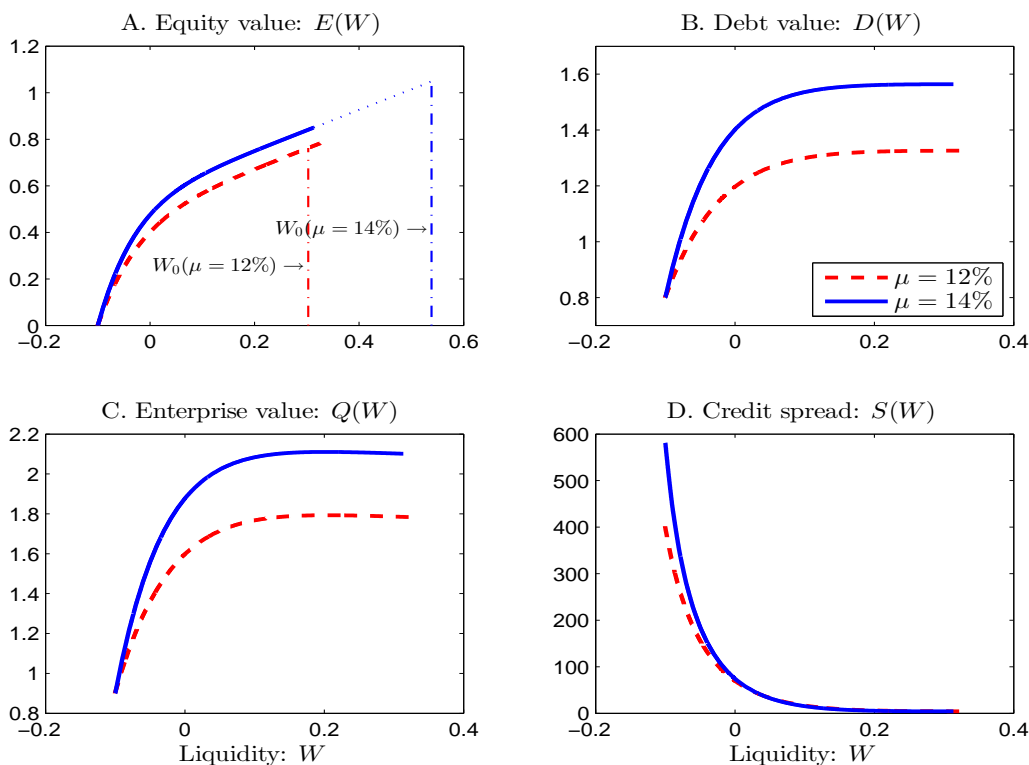 A. Equity value: E(W)
1.2
1
0.8
0.6
0.4
0.2
0
−0.2 0 0.2 0.4 0.6
W0(μ = 14%) →
W0(μ = 12%) →
B. Debt value: D(W)
1.6
1.4
1.2
1
0.8
−0.2 0 0.2 0.4
μ = 12%
μ = 14%
C. Enterprise value: Q(W)
2.2
2
1.8
1.6
1.4
1.2
1
0.8
−0.2 0 0.2 0.4
Liquidity: W
D. Credit spread: S(W)
600
500
400
300
200
100
0
−0.2 0 0.2 0.4
Liquidity: W